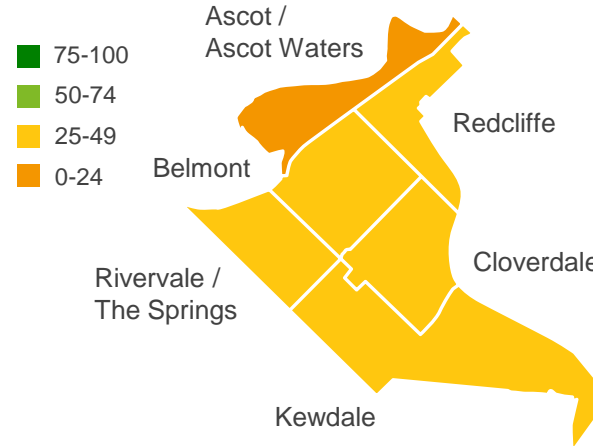 Ascot /
Ascot Waters
75-100
50-74
25-49
0-24
Redcliffe
Belmont
Cloverdale
Rivervale /
The Springs
Kewdale